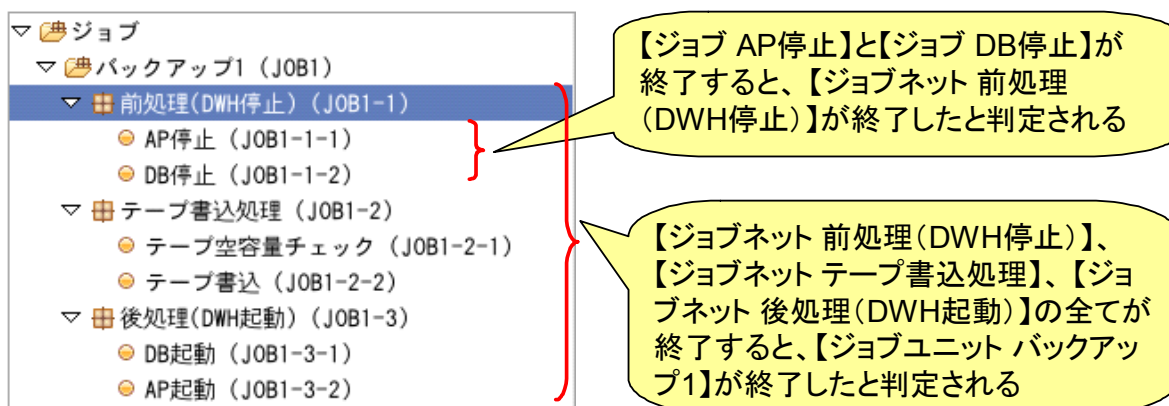 ジョブ
バックアップ1 (JOB1)
前処理(DWH停止) (JOB1-1)
AP停止 (JOB1-1-1)
DB停止 (JOB1-1-2)
テープ書込処理 (JOB1-2)
テープ空容量チェック (JOB1-2-1)
テープ書込 (JOB1-2-2)
後処理(DWH起動) (JOB1-3)
DB起動 (JOB1-3-1)
AP起動 (JOB1-3-2)
【ジョブ AP停止】と【ジョブ DB停止】が
終了すると、【ジョブネット 前処理
(DWH停止)】が終了したと判定される
【ジョブネット 前処理(DWH停止)】、
【ジョブネット テープ書込処理】、【ジョ
ブネット 後処理(DWH起動)】の全てが
終了すると、【ジョブユニット バックアッ
プ1】が終了したと判定される